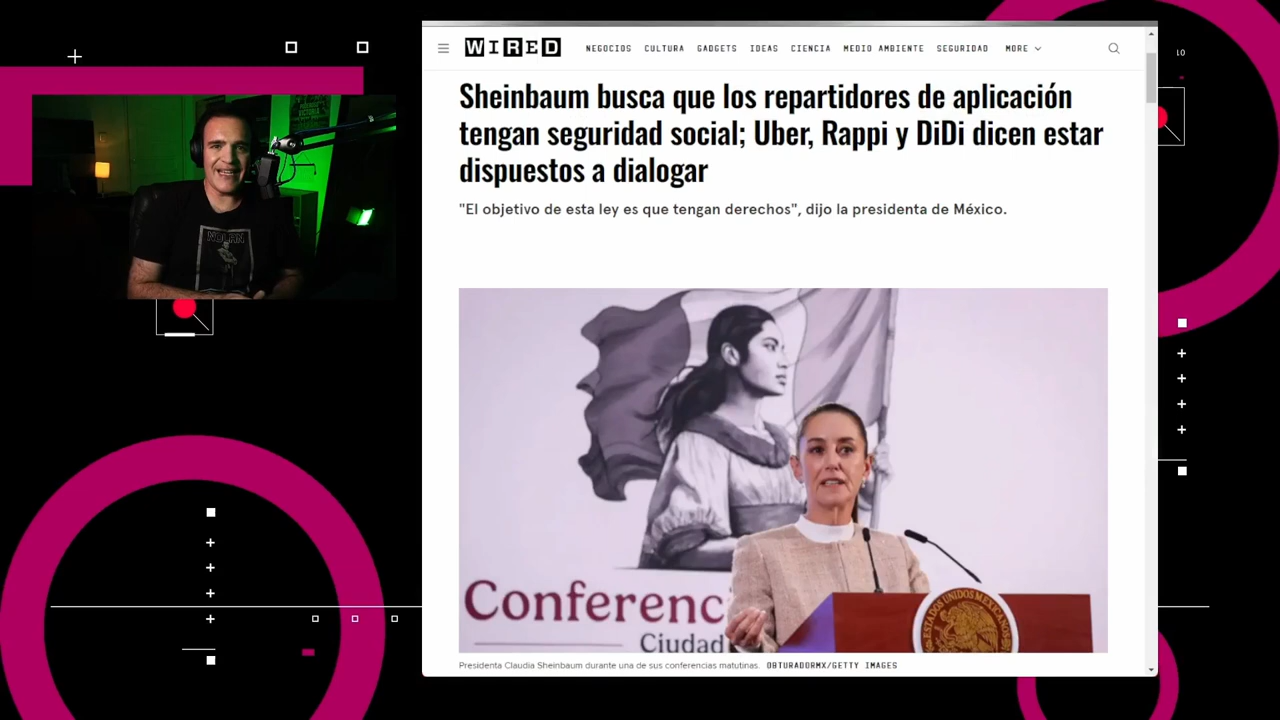 WIRED
NEGOCIOS CULTURA GADGETS IDEAS CIENCIA MEDIO AMBIENTE SEGURIDAD MORE
Sheinbaum busca que los repartidores de aplicación
tengan seguridad social; Uber, Rappi y DiDi dicen estar
dispuestos a dialogar
"El objetivo de esta ley es que tengan derechos", dijo la presidenta de México.
Conferenc
Ciudad
ESTADOS UNIDOS MEXICANOS
Presidenta Claudia Sheinbaum durante una de sus conferencias matutinas. OBTURADORMX/GETTY IMAGES
NOLAN